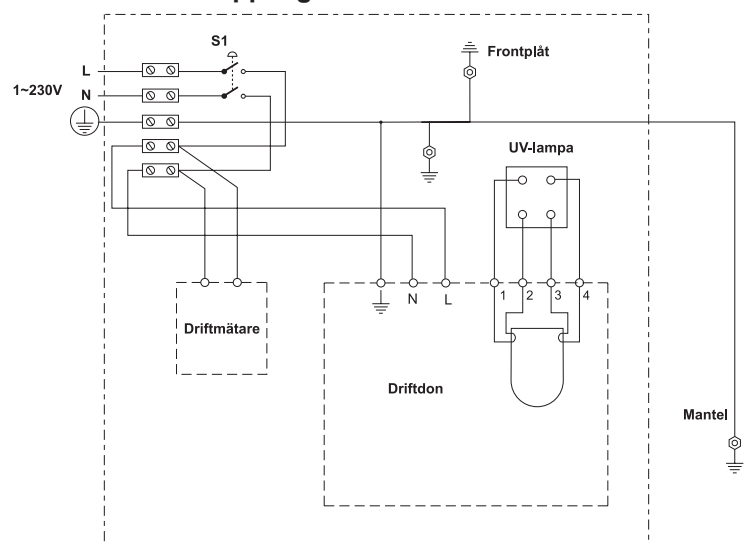 S1
Frontplåt
L
1~230V
N
UV-lampa
N
L
1
2
3
4
Driftmätare
Driftdon
Mantel